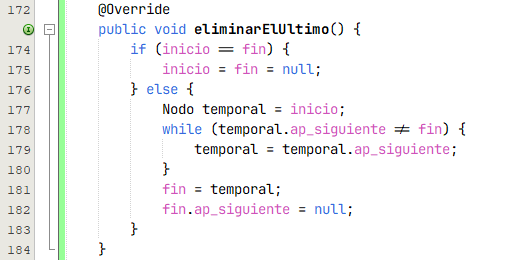 172 @Override
public void eliminarElUltimo() {
174 if (inicio == fin) {
175 inicio = fin = null;
176 } else {
177 Nodo temporal = inicio;
178 while (temporal.ap_siguiente != fin) {
179 temporal = temporal.ap_siguiente;
180 }
181 fin = temporal;
182 fin.ap_siguiente = null;
183 }
184 }